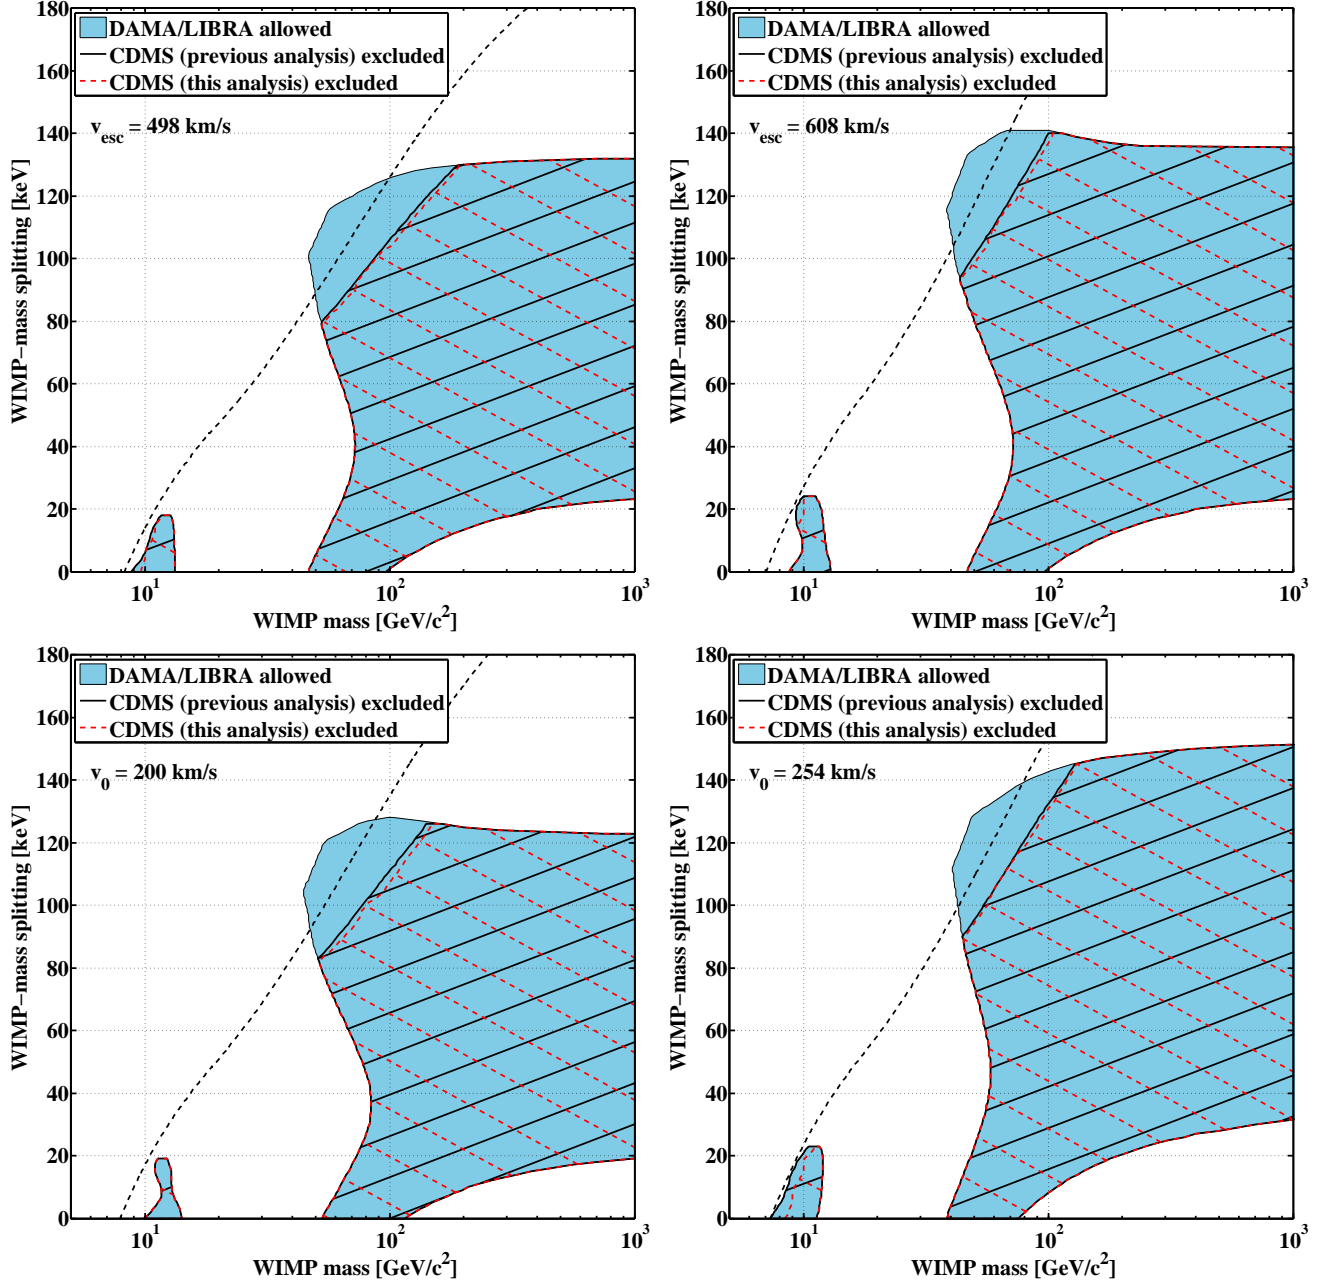 DAMA/LIBRA allowed
CDMS (previous analysis) excluded
CDMS (this analysis) excluded
v_esc = 498 km/s
WIMP−mass splitting [keV]
180
160
140
120
100
80
60
40
20
0
10^1
10^2
10^3
WIMP mass [GeV/c^2]
DAMA/LIBRA allowed
CDMS (previous analysis) excluded
CDMS (this analysis) excluded
v_esc = 608 km/s
WIMP−mass splitting [keV]
180
160
140
120
100
80
60
40
20
0
10^1
10^2
10^3
WIMP mass [GeV/c^2]
DAMA/LIBRA allowed
CDMS (previous analysis) excluded
CDMS (this analysis) excluded
v_0 = 200 km/s
WIMP−mass splitting [keV]
180
160
140
120
100
80
60
40
20
0
10^1
10^2
10^3
WIMP mass [GeV/c^2]
DAMA/LIBRA allowed
CDMS (previous analysis) excluded
CDMS (this analysis) excluded
v_0 = 254 km/s
WIMP−mass splitting [keV]
180
160
140
120
100
80
60
40
20
0
10^1
10^2
10^3
WIMP mass [GeV/c^2]